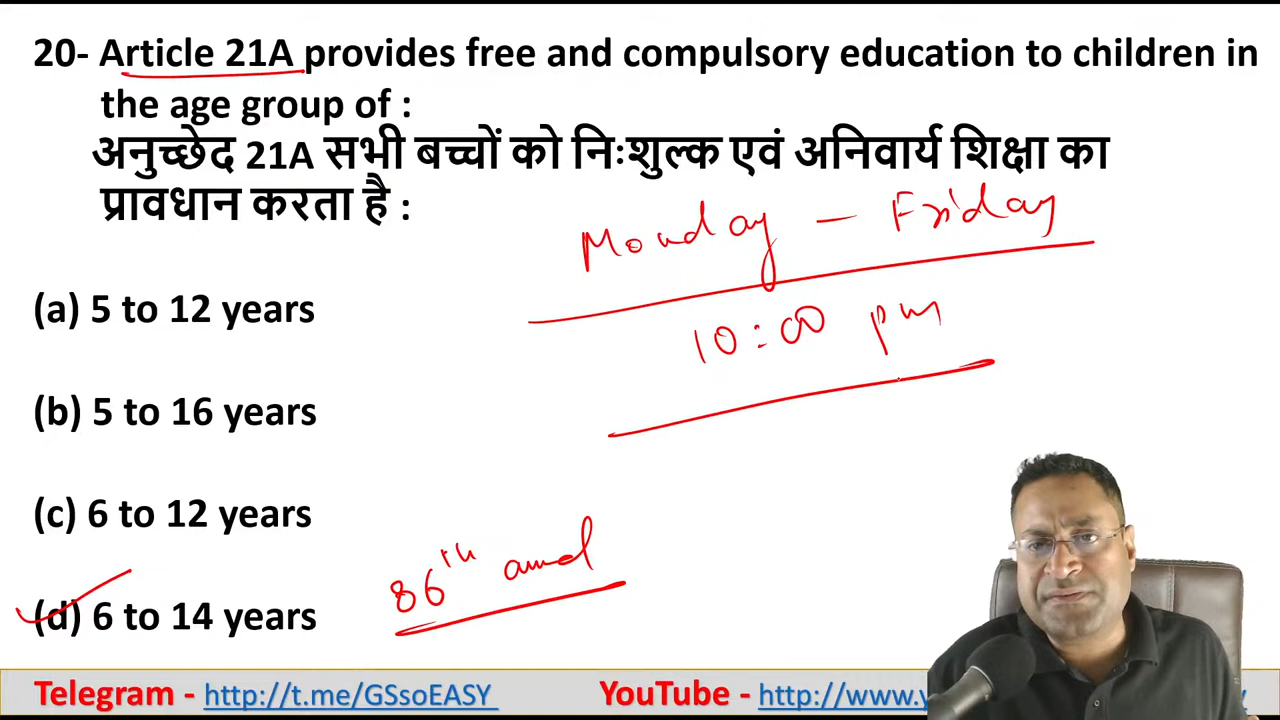 20- Article 21A provides free and compulsory education to children in
the age group of :
अनुच्छेद 21A सभी बच्चों को निःशुल्क एवं अनिवार्य शिक्षा का
प्रावधान करता है :
Monday - Friday
10:00 pm
(a) 5 to 12 years
(b) 5 to 16 years
(c) 6 to 12 years
86th amd
(d) 6 to 14 years
Telegram - http://t.me/GSsoEASY YouTube - http://www.y